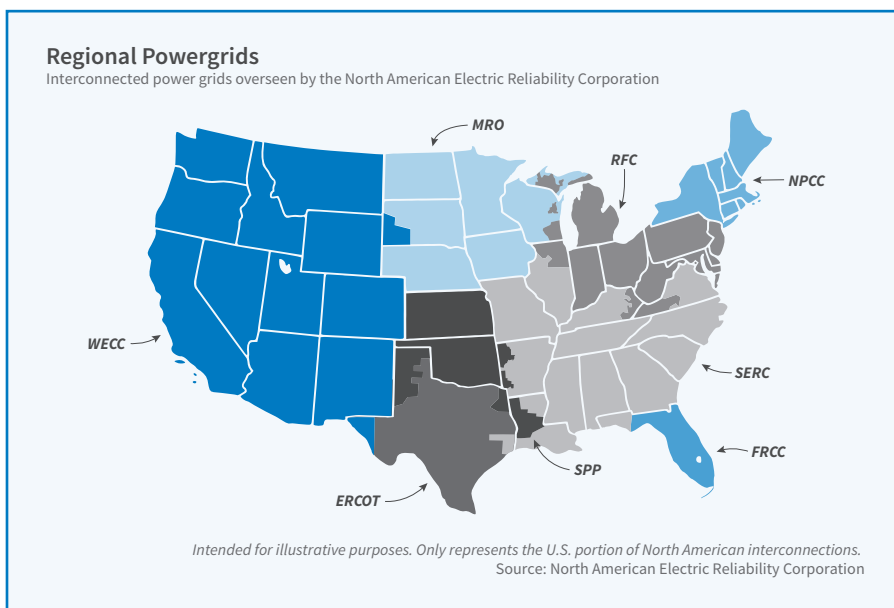 Regional Powergrids
Interconnected power grids overseen by the North American Electric Reliability Corporation
MRO
RFC
NPCC
WECC
SERC
FRCC
SPP
ERCOT
Intended for illustrative purposes. Only represents the U.S. portion of North American interconnections.
Source: North American Electric Reliability Corporation